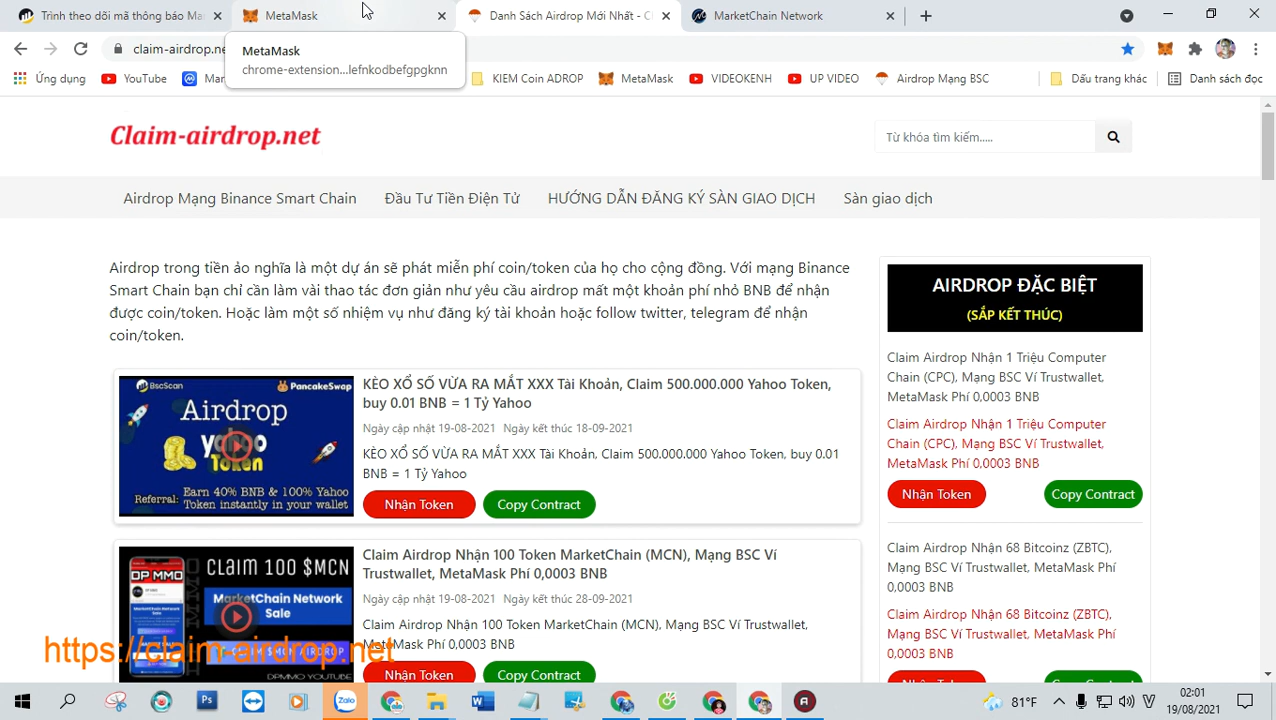 Trình theo dõi mã thông báo Ma
MetaMask
Danh Sách Airdrop Mới Nhất - C
MarketChain Network
claim-airdrop.ne
MetaMask
chrome-extension...lefnkodbefgpgknn
Ứng dụng
YouTube
Mar
KIEM Coin ADROP
MetaMask
VIDEOKENH
UP VIDEO
Airdrop Mạng BSC
Dấu trang khác
Danh sách đọc
Claim-airdrop.net
Từ khóa tìm kiếm.....
Airdrop Mạng Binance Smart Chain
Đầu Tư Tiền Điện Tử
HƯỚNG DẪN ĐĂNG KÝ SÀN GIAO DỊCH
Sàn giao dịch
Airdrop trong tiền ảo nghĩa là một dự án sẽ phát miễn phí coin/token của họ cho cộng đồng. Với mạng Binance
Smart Chain bạn chỉ cần làm vài thao tác đơn giản như yêu cầu airdrop mất một khoản phí nhỏ BNB để nhận
được coin/token. Hoặc làm một số nhiệm vụ như đăng ký tài khoản hoặc follow twitter, telegram để nhận
coin/token.
BscScan
PancakeSwap
Airdrop
yahoo
Token
Referral: Earn 40% BNB & 100% Yahoo
Token instantly in your wallet
KÈO XỔ SỐ VỪA RA MẮT XXX Tài Khoản, Claim 500.000.000 Yahoo Token,
buy 0.01 BNB = 1 Tỷ Yahoo
Ngày cập nhật 19-08-2021 Ngày kết thúc 18-09-2021
KÈO XỔ SỐ VỪA RA MẮT XXX Tài Khoản, Claim 500.000.000 Yahoo Token, buy 0.01
BNB = 1 Tỷ Yahoo
Nhận Token
Copy Contract
DP MMO
CLAIM 100 $MCN
MarketChain Network
Sale
CLAIM $MCN AIRDROP
DPMMO YOUTUBE
Claim Airdrop Nhận 100 Token MarketChain (MCN), Mạng BSC Ví
Trustwallet, MetaMask Phí 0,0003 BNB
Ngày cập nhật 19-08-2021 Ngày kết thúc 28-09-2021
Claim Airdrop Nhận 100 Token MarketChain (MCN), Mạng BSC Ví Trustwallet,
MetaMask Phí 0,0003 BNB
Nhận Token
Copy Contract
https://claim-airdrop.net
AIRDROP ĐẶC BIỆT
(SẮP KẾT THÚC)
Claim Airdrop Nhận 1 Triệu Computer
Chain (CPC), Mạng BSC Ví Trustwallet,
MetaMask Phí 0,0003 BNB
Claim Airdrop Nhận 1 Triệu Computer
Chain (CPC), Mạng BSC Ví Trustwallet,
MetaMask Phí 0,0003 BNB
Nhận Token
Copy Contract
Claim Airdrop Nhận 68 Bitcoinz (ZBTC),
Mạng BSC Ví Trustwallet, MetaMask Phí
0,0003 BNB
Claim Airdrop Nhận 68 Bitcoinz (ZBTC),
Mạng BSC Ví Trustwallet, MetaMask Phí
0,0003 BNB
Nhận Token
Copy Contract
Zalo
81°F
02:01
19/08/2021